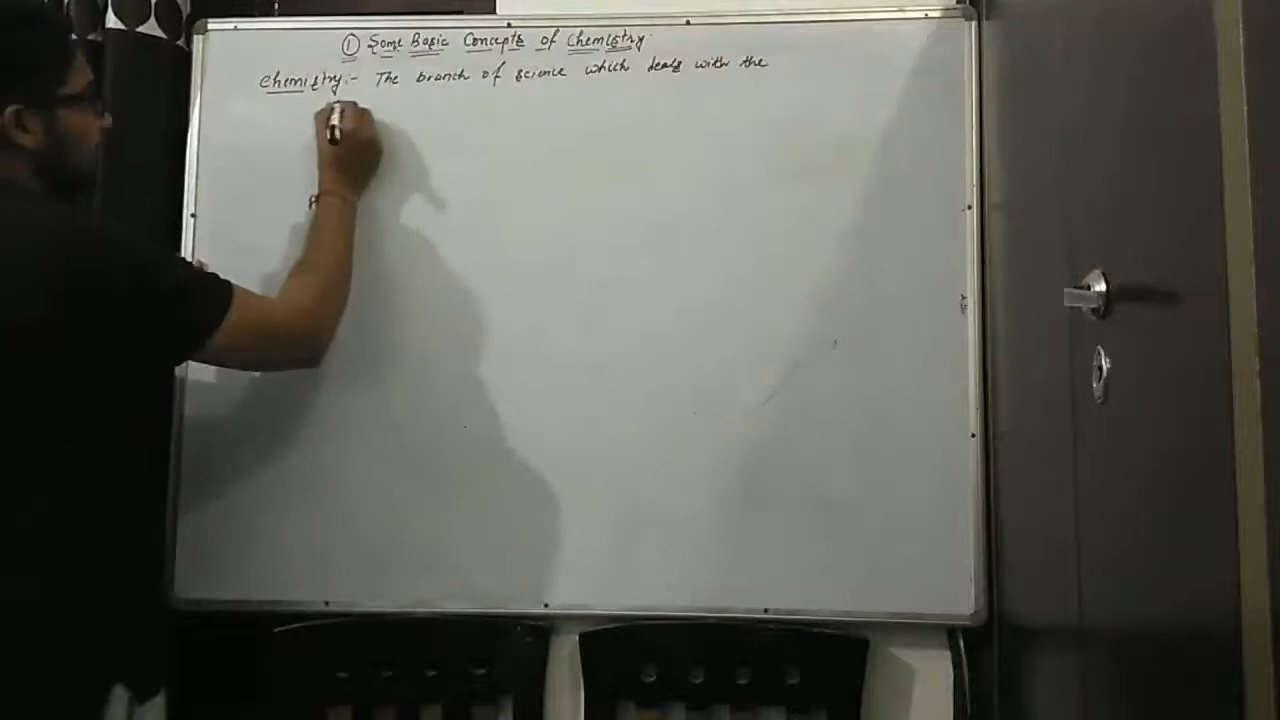 ① Some Basic Concepts of Chemistry
Chemistry:- The branch of science which deals with the